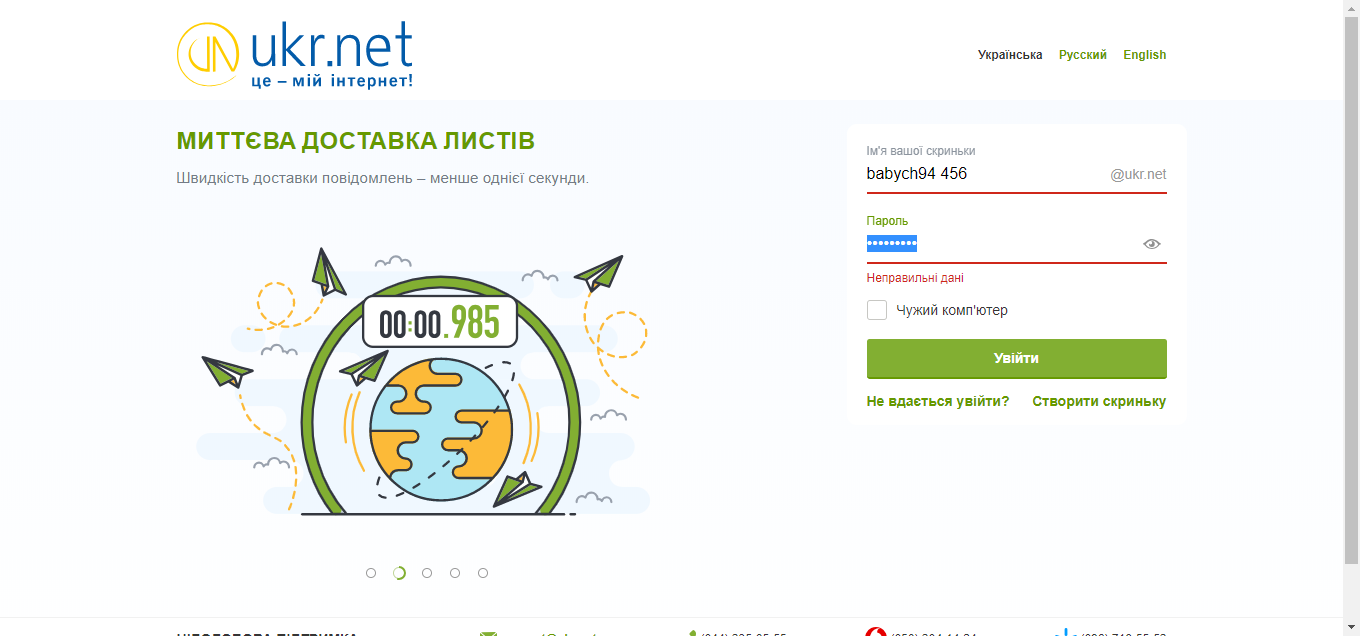 ukr.net
це – мій інтернет!
Українська Русский English
МИТТЄВА ДОСТАВКА ЛИСТІВ
Швидкість доставки повідомлень – менше однієї секунди.
Ім'я вашої скриньки
babych94 456 @ukr.net
Пароль
•••••••••
Неправильні дані
Чужий комп'ютер
Увійти
Не вдається увійти? Створити скриньку
00:00.985